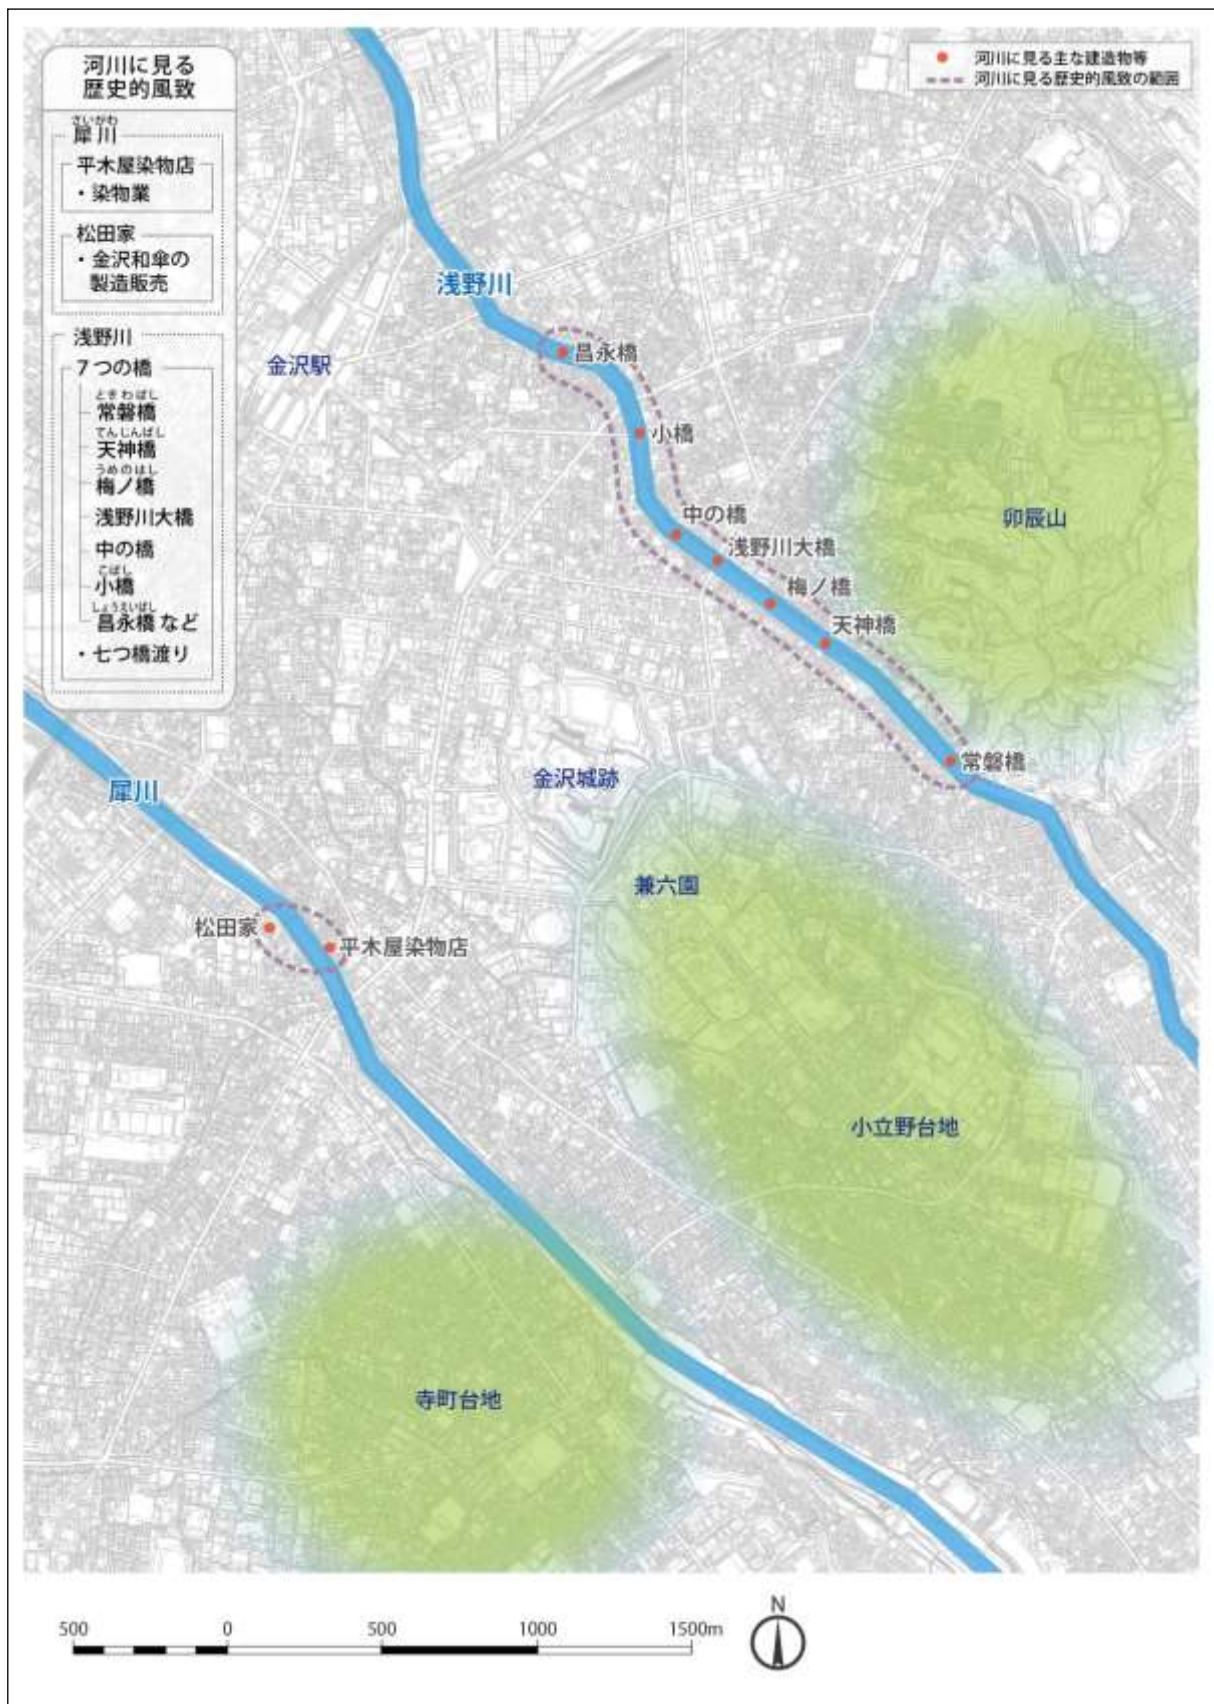 河川に見る
歴史的風致
さいがわ
犀川
平木屋染物店
・染物業
松田家
・金沢和傘の
製造販売
浅野川
７つの橋
ときわばし
常磐橋
てんじんばし
天神橋
うめのはし
梅ノ橋
浅野川大橋
中の橋
こばし
小橋
しょうえいばし
昌永橋 など
・七つ橋渡り
河川に見る主な建造物等
河川に見る歴史的風致の範囲
浅野川
昌永橋
金沢駅
小橋
中の橋
卯辰山
浅野川大橋
梅ノ橋
天神橋
常磐橋
金沢城跡
犀川
兼六園
松田家
平木屋染物店
小立野台地
寺町台地
500 0 500 1000 1500m
N